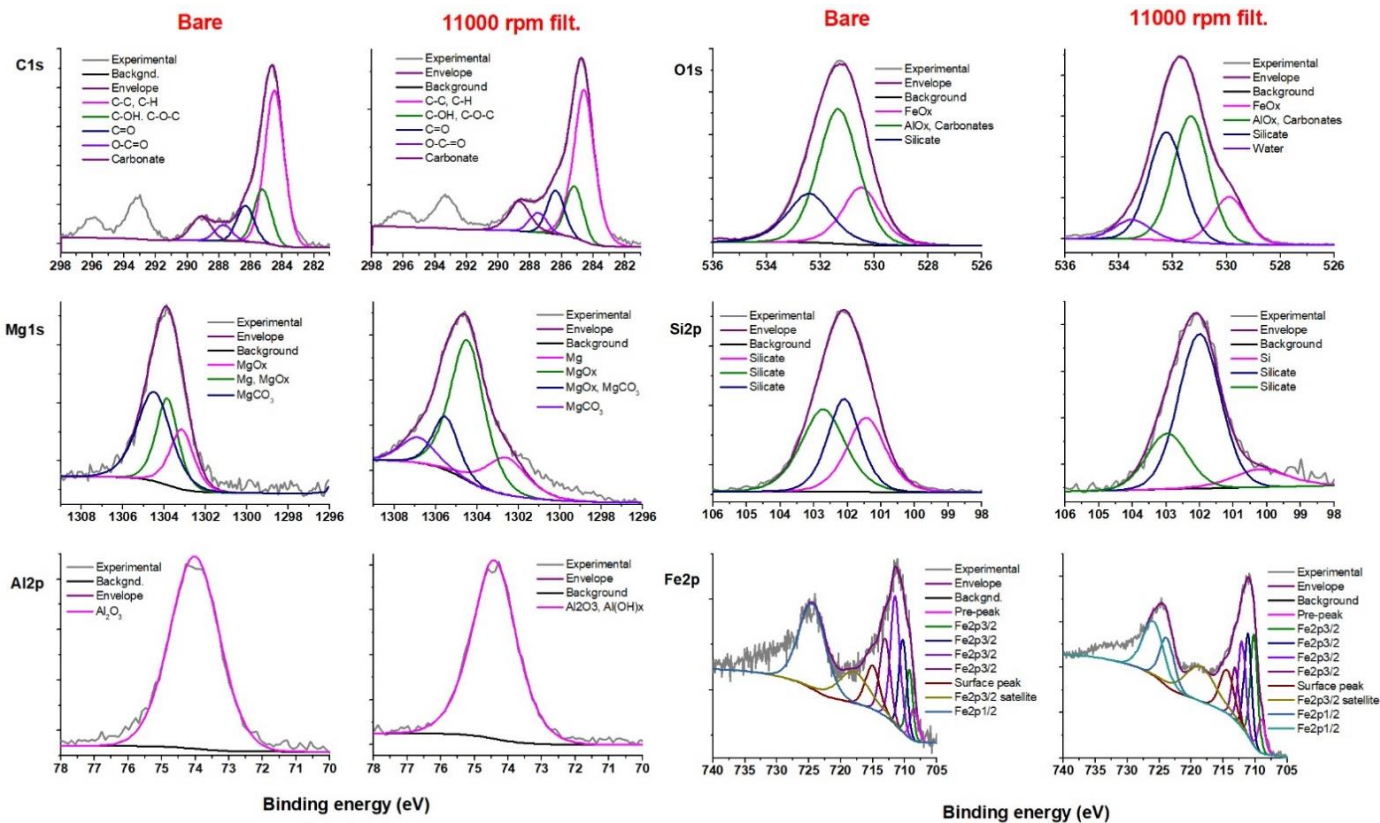 Bare
11000 rpm filt.
Bare
11000 rpm filt.
C1s
Experimental
Backgnd.
Envelope
C-C, C-H
C-OH. C-O-C
C=O
O-C=O
Carbonate
298 296 294 292 290 288 286 284 282 281
Experimental
Envelope
Background
C-C, C-H
C-OH, C-O-C
C=O
O-C-=O
Carbonate
298 296 294 292 290 288 286 284 282 281
O1s
Experimental
Envelope
Background
FeOx
AlOx, Carbonates
Silicate
536 534 532 530 528 526
Experimental
Envelope
Background
FeOx
AlOx, Carbonates
Silicate
Water
536 534 532 530 528 526
Mg1s
Experimental
Envelope
Background
MgOx
Mg, MgOx
MgCO3
1308 1306 1304 1302 1300 1298 1296
Experimental
Envelope
Background
Mg
MgOx
MgOx, MgCO3
MgCO3
1308 1306 1304 1302 1300 1298 1296
Si2p
Experimental
Envelope
Background
Silicate
Silicate
Silicate
106 105 104 103 102 101 100 99 98
Experimental
Envelope
Background
Si
Silicate
Silicate
106 105 104 103 102 101 100 99 98
Al2p
Experimental
Backgnd.
Envelope
Al2O3
78 77 76 75 74 73 72 71 70
Experimental
Envelope
Background
Al2O3, Al(OH)x
78 77 76 75 74 73 72 71 70
Fe2p
Experimental
Envelope
Backgnd.
Pre-peak
Fe2p3/2
Fe2p3/2
Fe2p3/2
Fe2p3/2
Surface peak
Fe2p3/2 satellite
Fe2p1/2
740 735 730 725 720 715 710 705
Experimental
Envelope
Background
Pre-peak
Fe2p3/2
Fe2p3/2
Fe2p3/2
Fe2p3/2
Surface peak
Fe2p3/2 satellite
Fe2p1/2
Fe2p1/2
740 735 730 725 720 715 710 705
Binding energy (eV)
Binding energy (eV)